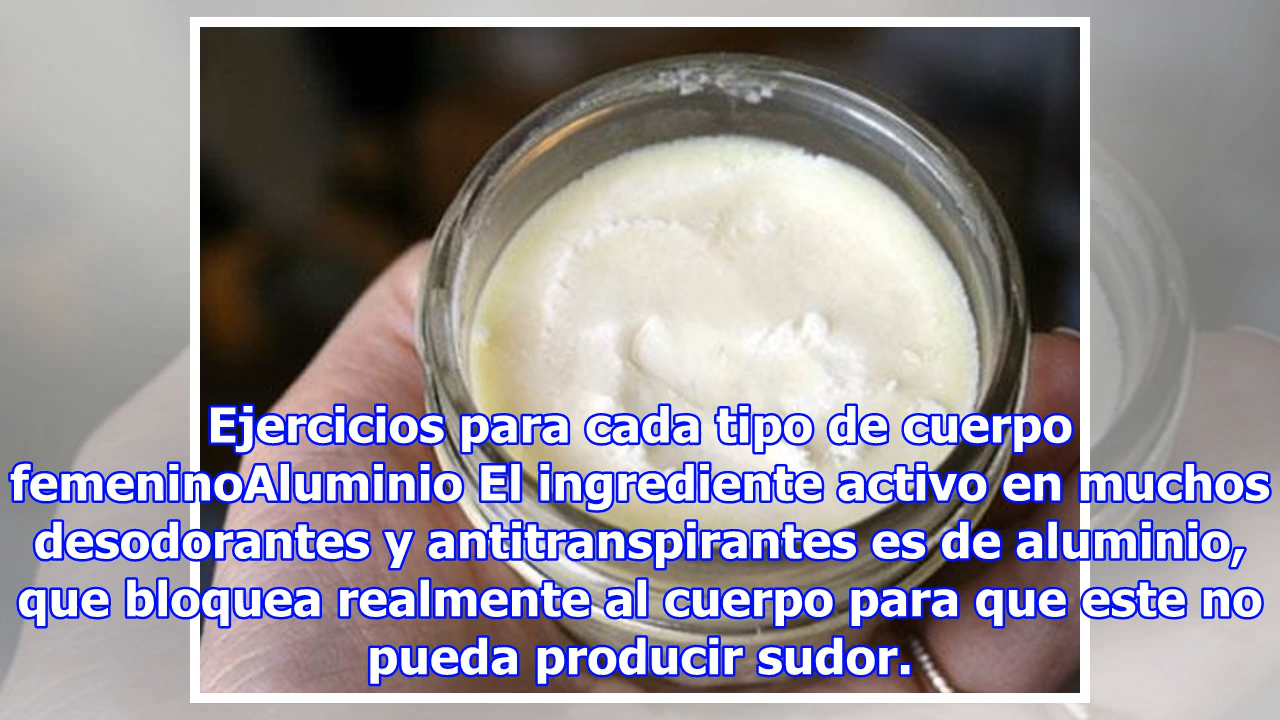 Ejercicios para cada tipo de cuerpo
femeninoAluminio El ingrediente activo en muchos
desodorantes y antitranspirantes es de aluminio,
que bloquea realmente al cuerpo para que este no
pueda producir sudor.